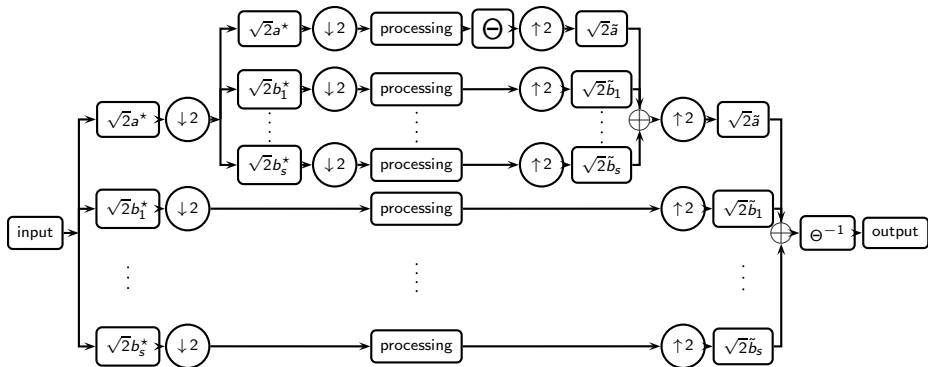 √2a* ↓2 processing Θ ↑2 √2ã
√2b₁* ↓2 processing ↑2 √2b̃₁
√2a* ↓2 ↑2 √2ã
√2bₛ* ↓2 processing ↑2 √2b̃ₛ
√2b₁* ↓2 processing ↑2 √2b̃₁
input Θ⁻¹ output
√2bₛ* ↓2 processing ↑2 √2b̃ₛ